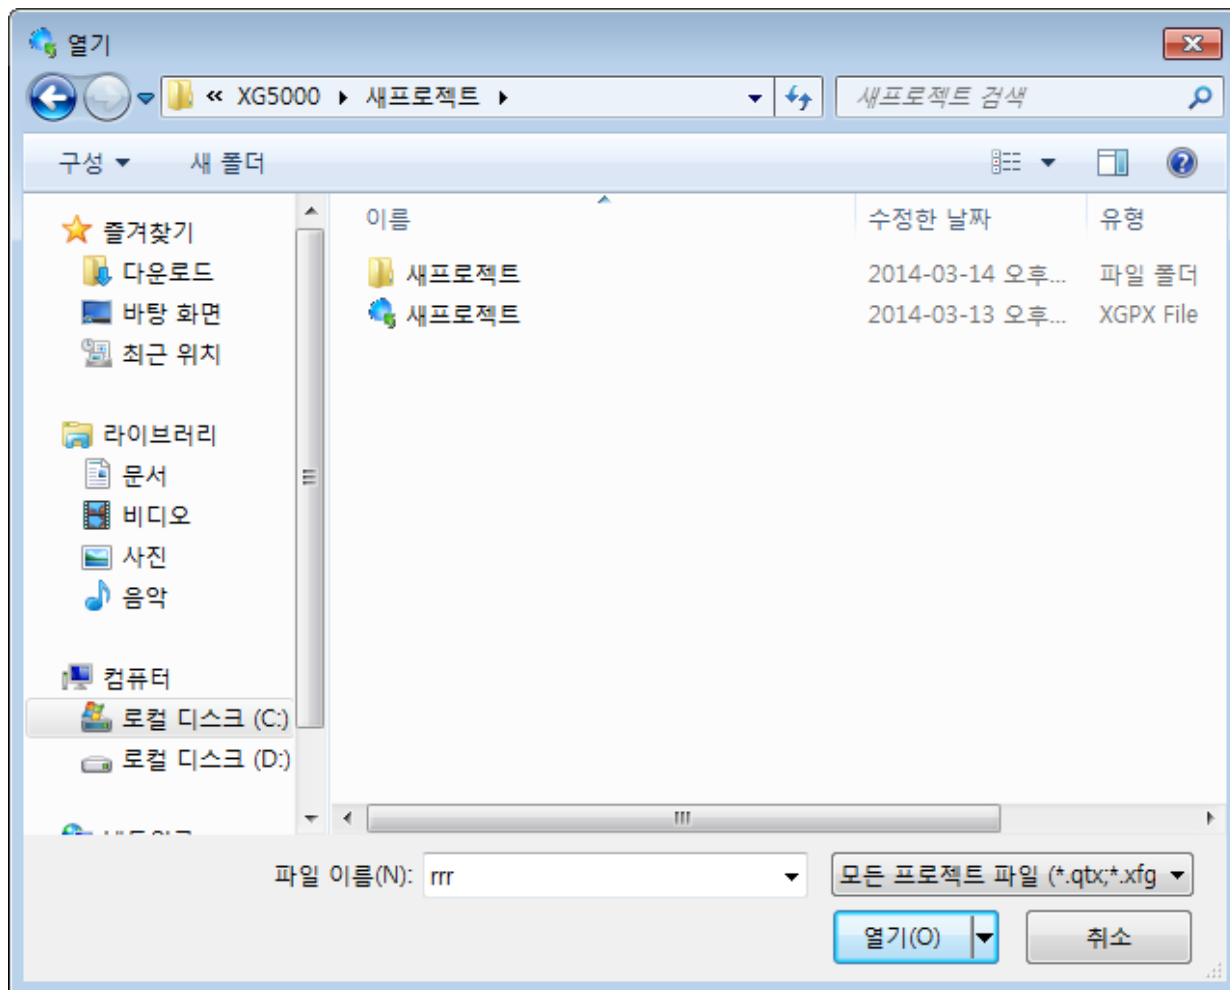 열기
« XG5000 ▸ 새프로젝트 ▸
새프로젝트 검색
구성 ▼ 새 폴더
이름 수정한 날짜 유형
새프로젝트 2014-03-14 오후... 파일 폴더
새프로젝트 2014-03-13 오후... XGPX File
즐겨찾기
다운로드
바탕 화면
최근 위치
라이브러리
문서
비디오
사진
음악
컴퓨터
로컬 디스크 (C:)
로컬 디스크 (D:)
파일 이름(N): rrr
모든 프로젝트 파일 (*.qtx;*.xfg
열기(O) 취소